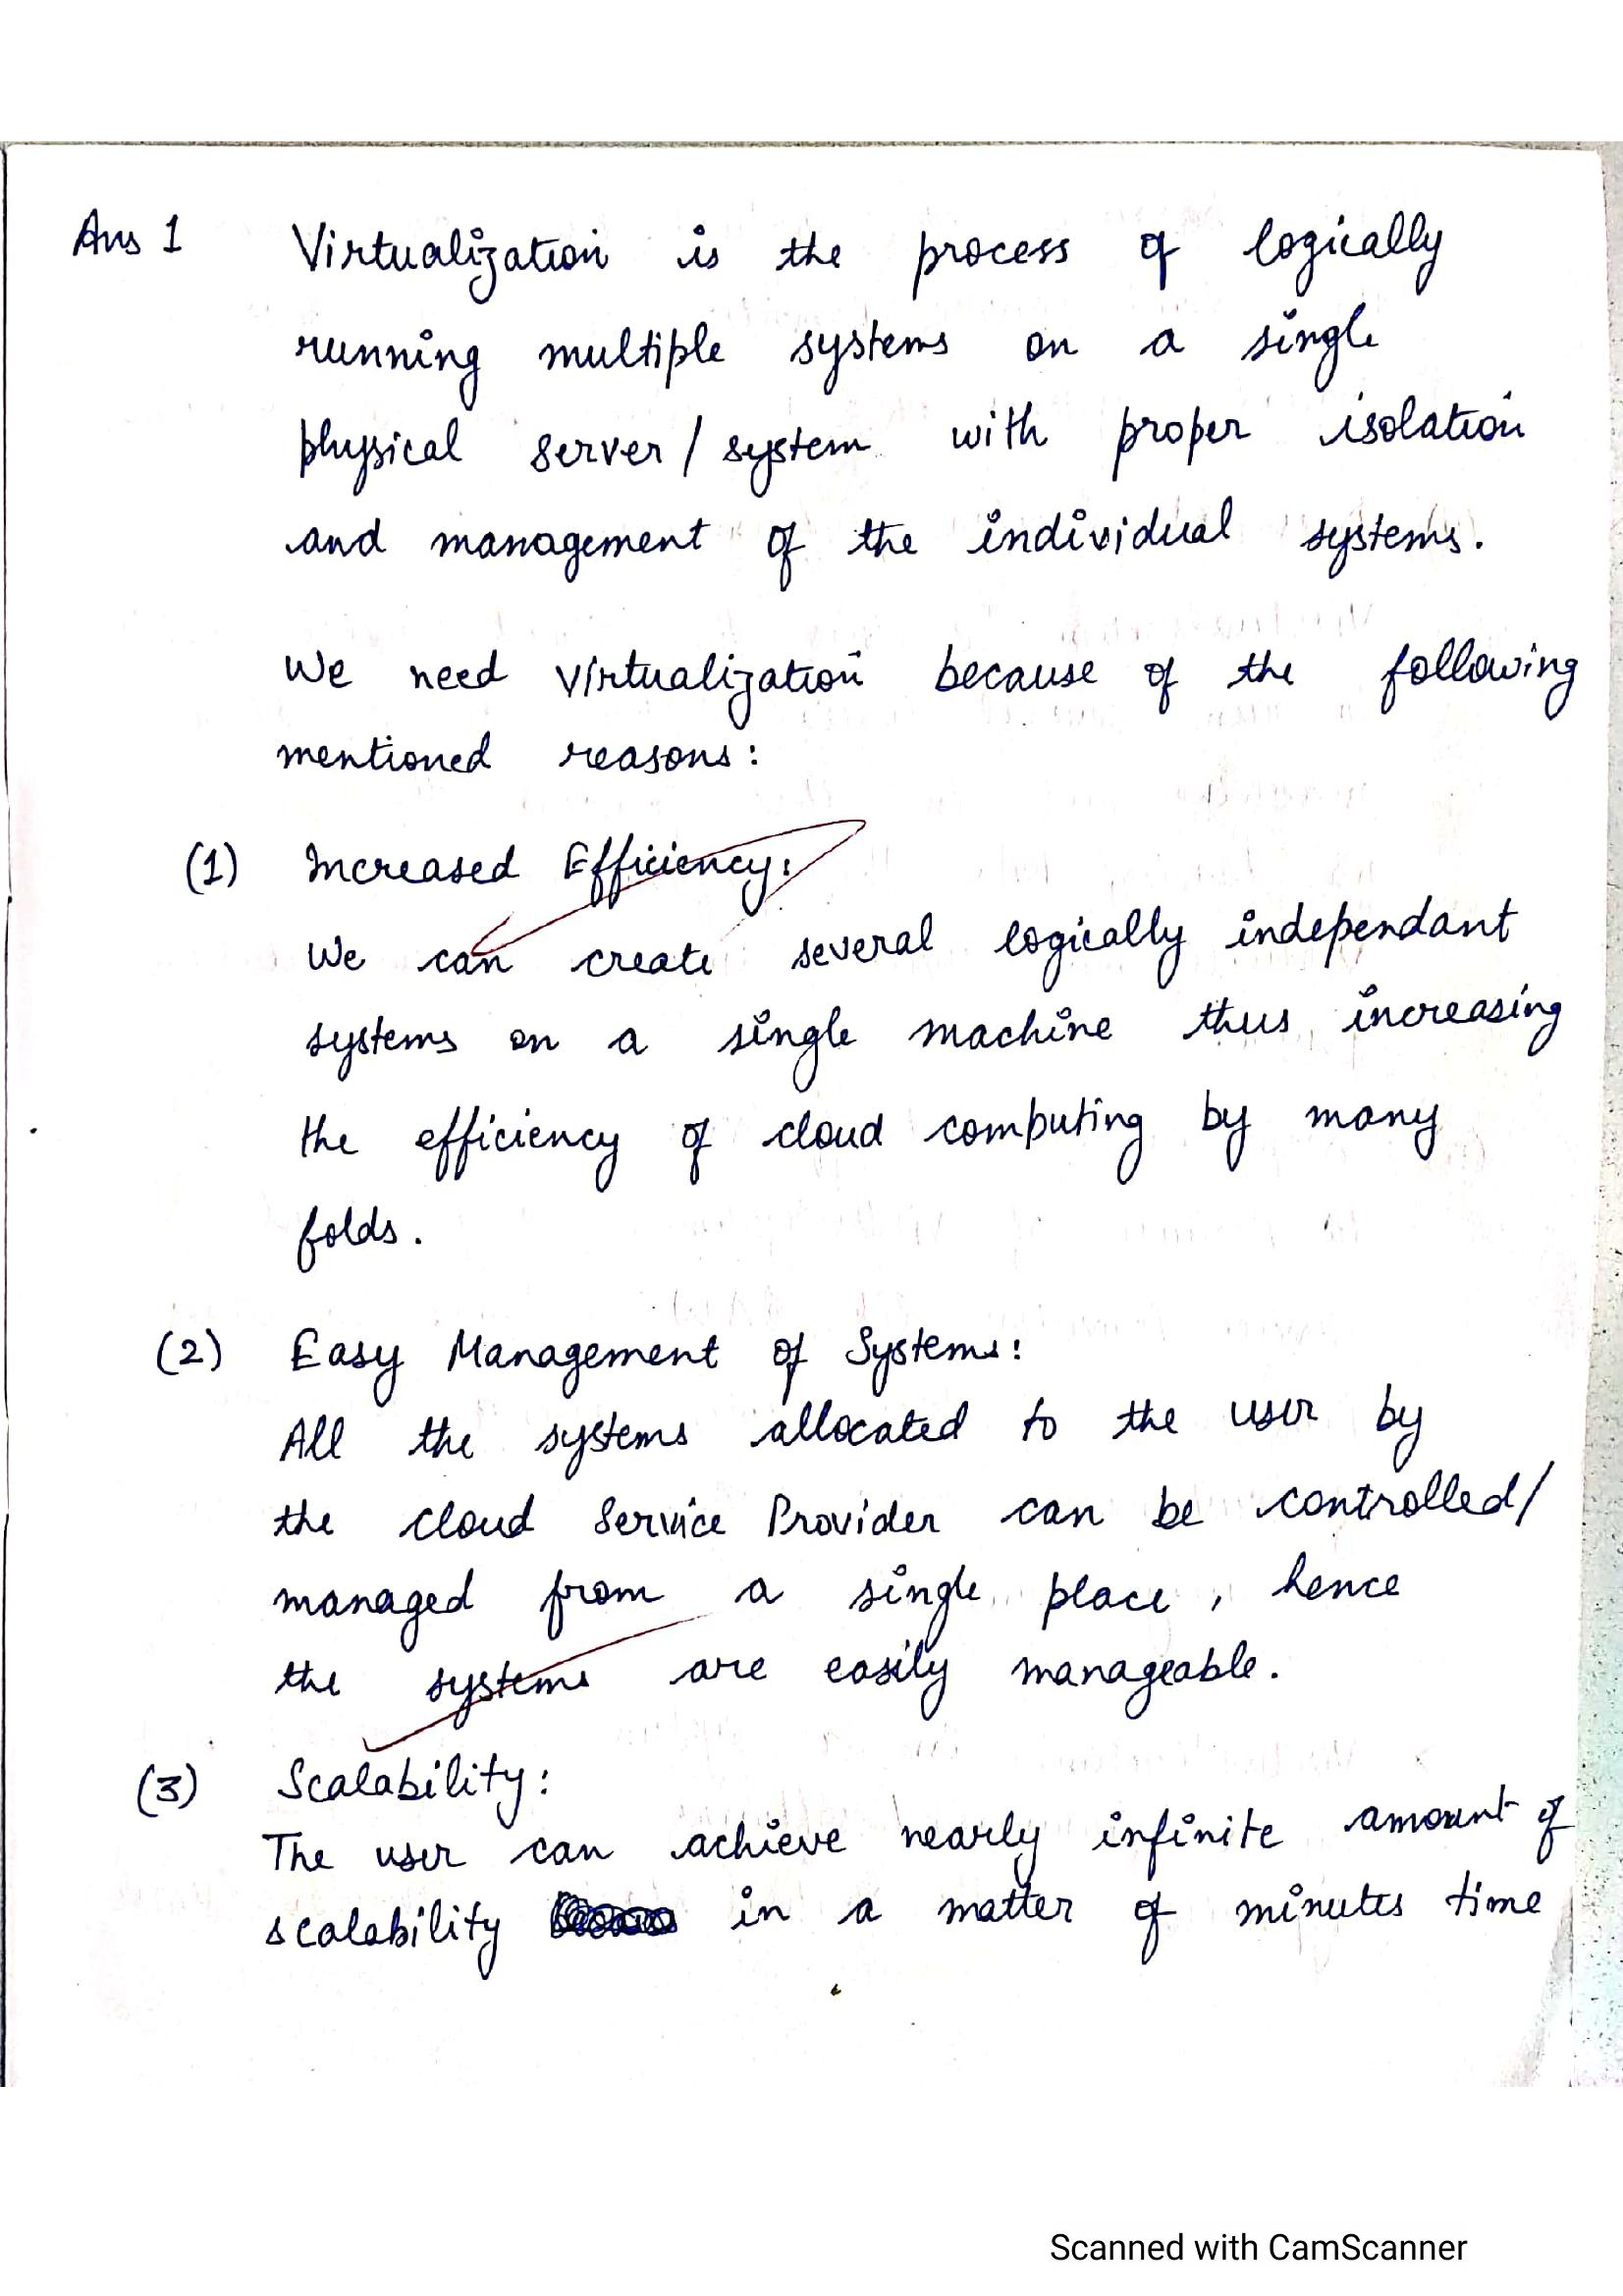 Ans 1 Virtualization is the process of logically
running multiple systems on a single
physical server / system with proper isolation
and management of the individual systems.
We need virtualization because of the following
mentioned reasons:
(1) Increased Efficiency:
We can create several logically independant
systems on a single machine thus increasing
the efficiency of cloud computing by many
folds.
(2) Easy Management of Systems:
All the systems allocated to the user by
the cloud Service Provider can be controlled/
managed from a single place, hence
the systems are easily manageable.
(3) Scalability:
The user can achieve nearly infinite amount of
scalability in a matter of minutes time
Scanned with CamScanner